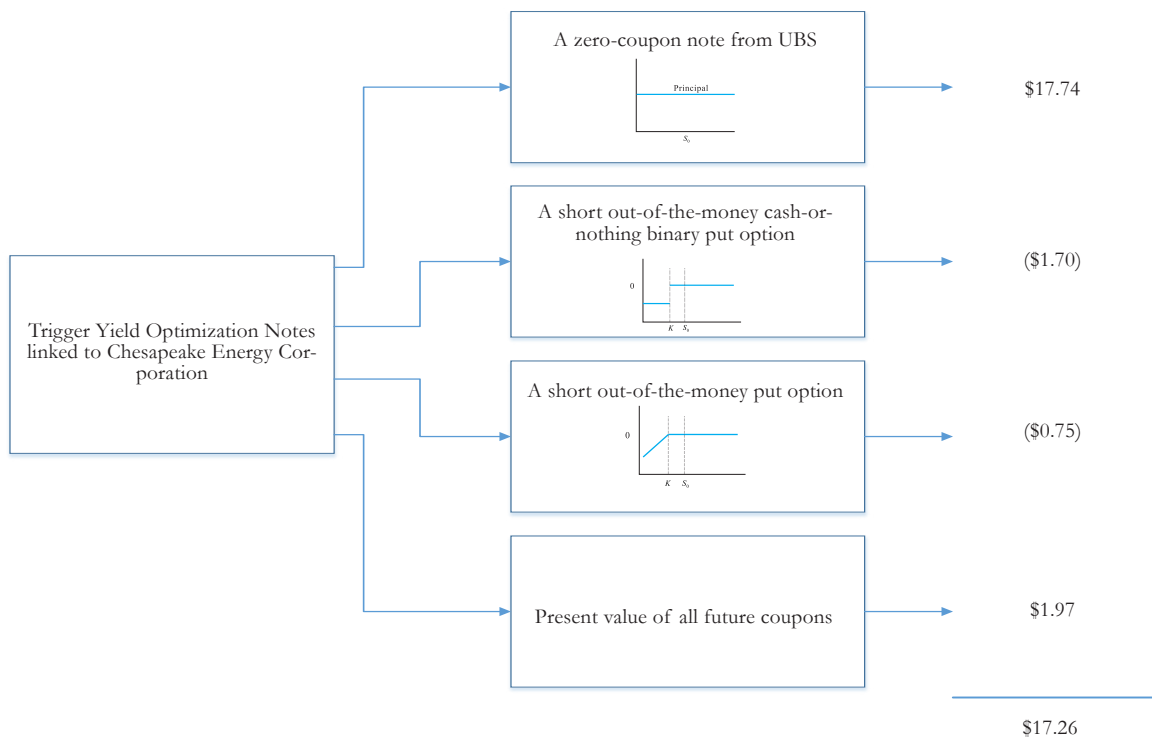 A zero-coupon note from UBS
Principal
S0
$17.74
A short out-of-the-money cash-or-
nothing binary put option
0
K
S0
($1.70)
Trigger Yield Optimization Notes
linked to Chesapeake Energy Cor-
poration
A short out-of-the-money put option
0
K
S0
($0.75)
Present value of all future coupons
$1.97
$17.26